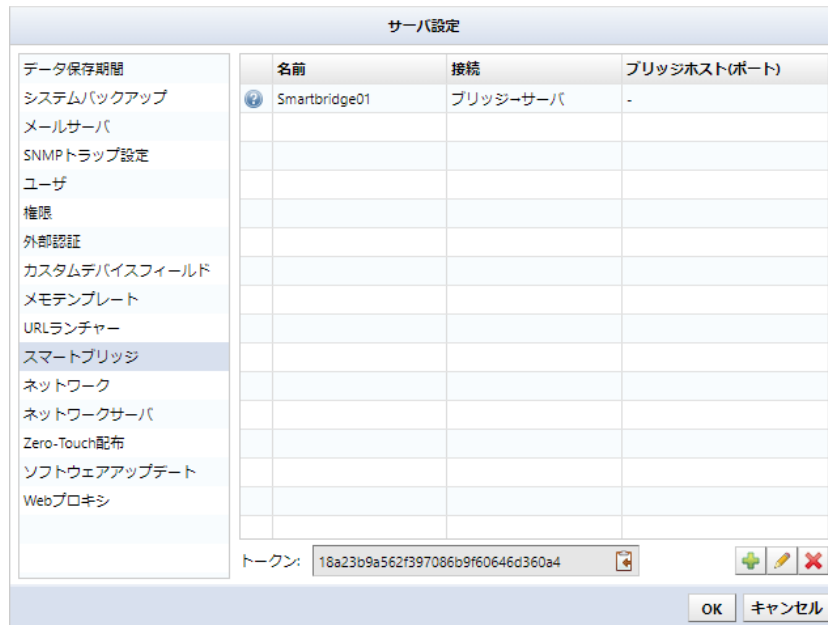 サーバ設定
データ保存期間
システムバックアップ
メールサーバ
SNMPトラップ設定
ユーザ
権限
外部認証
カスタムデバイスフィールド
メモテンプレート
URLランチャー
スマートブリッジ
ネットワーク
ネットワークサーバ
Zero-Touch配布
ソフトウェアアップデート
Webプロキシ
名前 接続 ブリッジホスト(ポート)
Smartbridge01 ブリッジ→サーバ -
トークン: 18a23b9a562f397086b9f60646d360a4
OK キャンセル